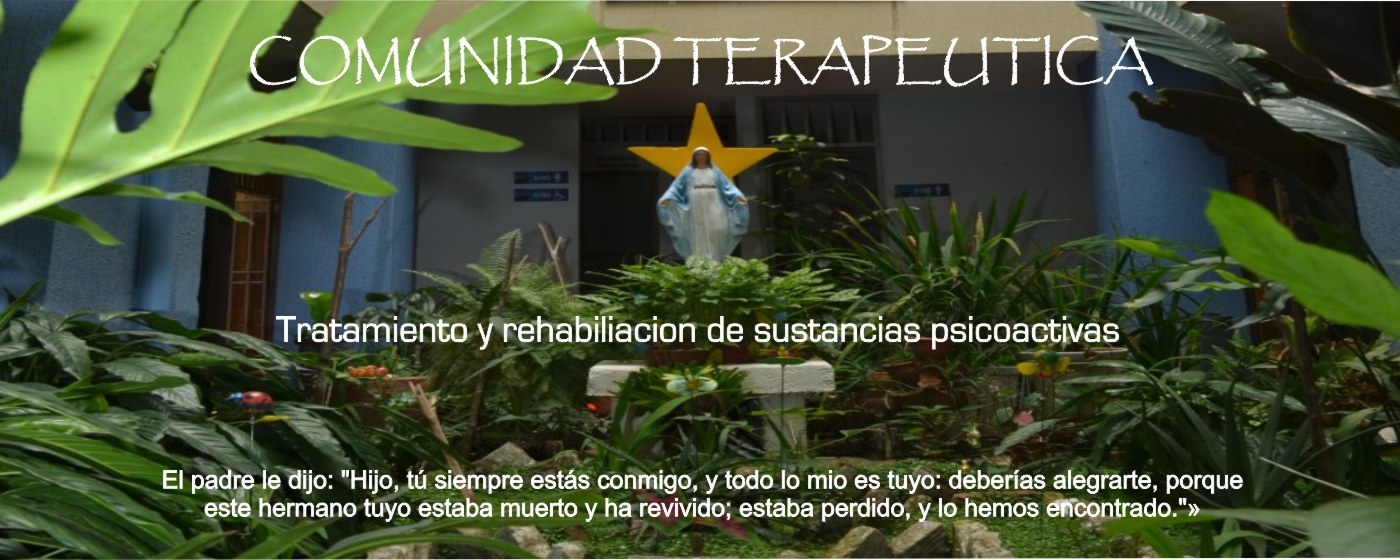 COMUNIDAD TERAPEUTICA
Tratamiento y rehabiliacion de sustancias psicoactivas
El padre le dijo: "Hijo, tú siempre estás conmigo, y todo lo mio es tuyo: deberías alegrarte, porque
este hermano tuyo estaba muerto y ha revivido; estaba perdido, y lo hemos encontrado."»